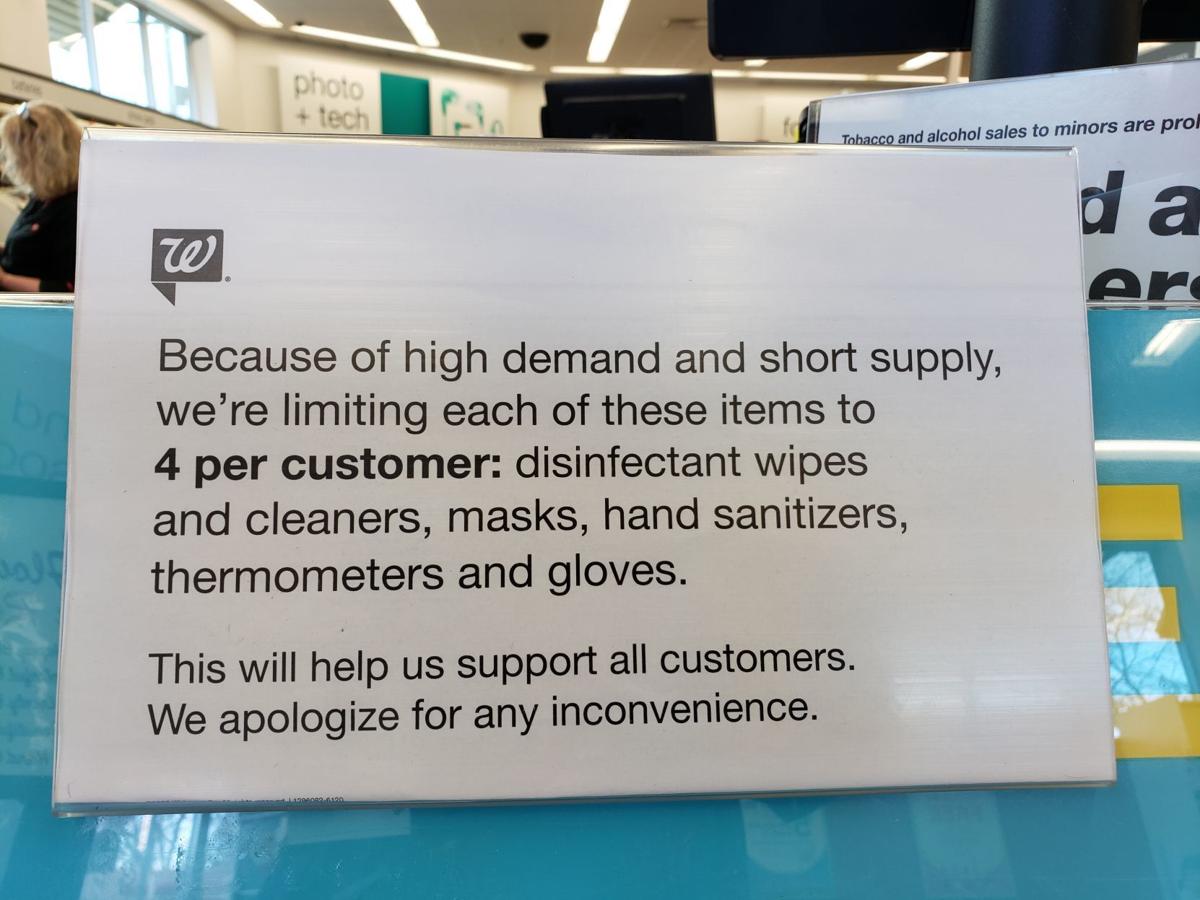 photo
+ tech
Tobacco and alcohol sales to minors are
d a
ers
W
Because of high demand and short supply,
we're limiting each of these items to
4 per customer: disinfectant wipes
and cleaners, masks, hand sanitizers,
thermometers and gloves.
This will help us support all customers.
We apologize for any inconvenience.